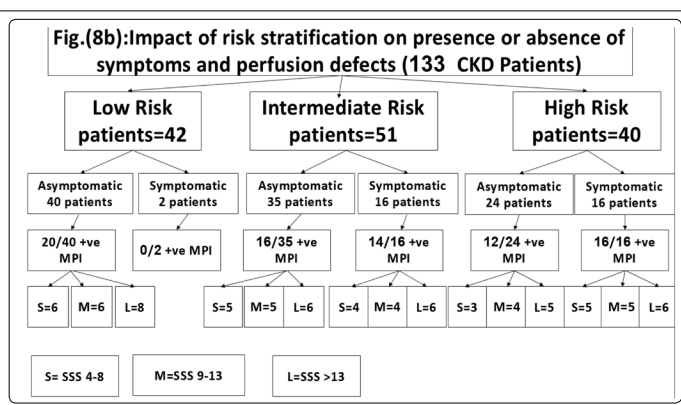 Fig.(8b):Impact of risk stratification on presence or absence of
symptoms and perfusion defects (133 CKD Patients)
Low Risk
patients=42
Intermediate Risk
patients=51
High Risk
patients=40
Asymptomatic
40 patients
Symptomatic
2 patients
Asymptomatic
35 patients
Symptomatic
16 patients
Asymptomatic
24 patients
Symptomatic
16 patients
20/40 +ve
MPI
0/2 +ve MPI
16/35 +ve
MPI
14/16 +ve
MPI
12/24 +ve
MPI
16/16 +ve
MPI
S=6
M=6
L=8
S=5
M=5
L=6
S=4
M=4
L=6
S=3
M=4
L=5
S=5
M=5
L=6
S= SSS 4-8
M=SSS 9-13
L=SSS >13